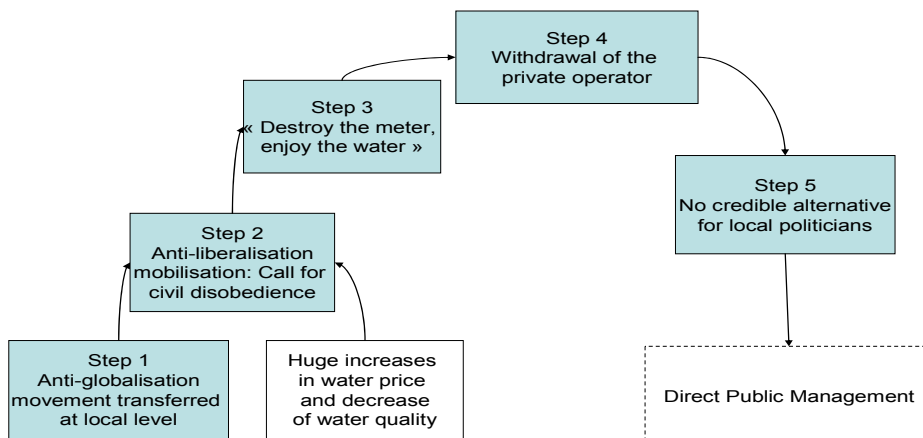 Step 4
Withdrawal of the
private operator
Step 3
« Destroy the meter,
enjoy the water »
Step 5
No credible alternative
for local politicians
Step 2
Anti-liberalisation
mobilisation: Call for
civil disobedience
Step 1
Anti-globalisation
movement transferred
at local level
Huge increases
in water price
and decrease
of water quality
Direct Public Management